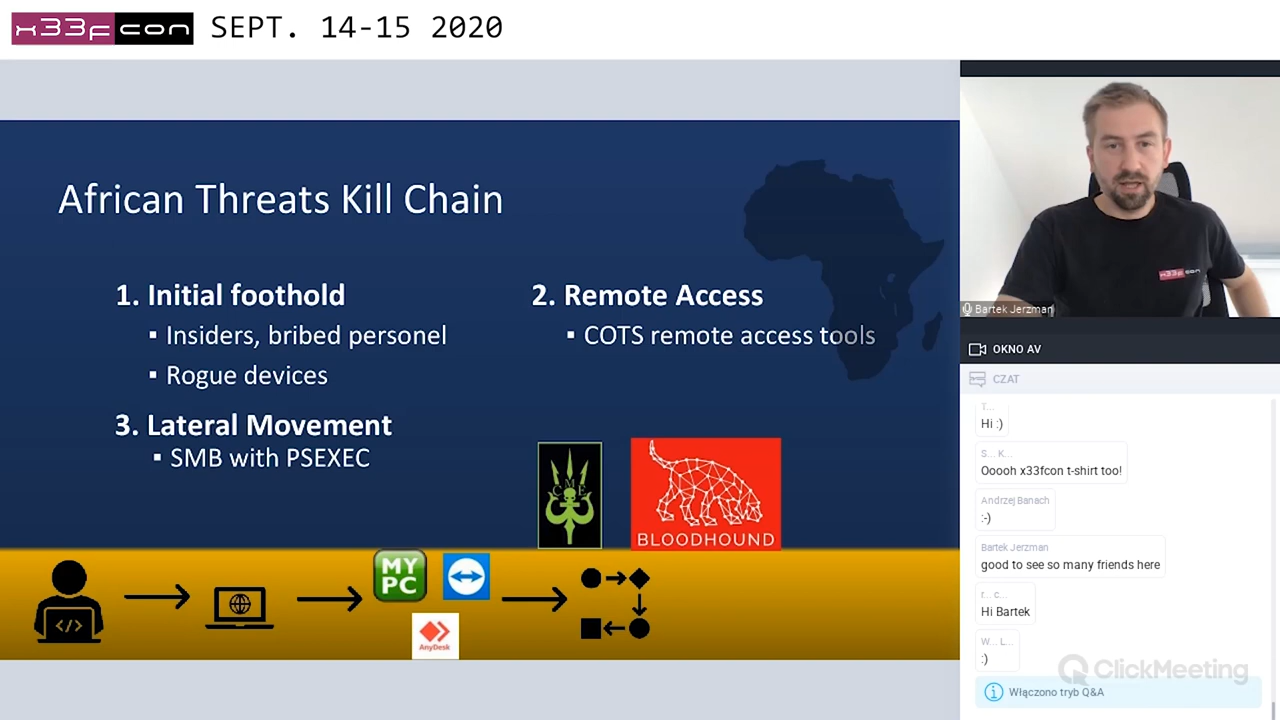 x33fcon SEPT. 14-15 2020
African Threats Kill Chain
1. Initial foothold
▪ Insiders, bribed personel
▪ Rogue devices
2. Remote Access
▪ COTS remote access tools
3. Lateral Movement
▪ SMB with PSEXEC
CME
BLOODHOUND
</>
MY
PC
AnyDesk
x33fcon
Bartek Jerzman
OKNO AV
CZAT
T...
Hi :)
S... K...
Ooooh x33fcon t-shirt too!
Andrzej Banach
:-)
Bartek Jerzman
good to see so many friends here
r... c...
Hi Bartek
W... L...
:)
ClickMeeting
Włączono tryb Q&A